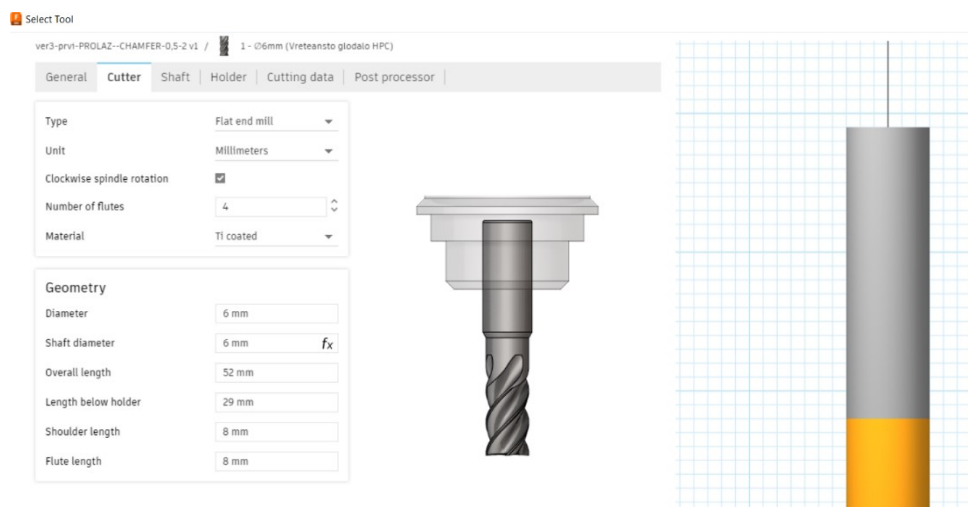 Select Tool
ver3-prvi-PROLAZ--CHAMFER-0,5-2 v1 / 1 - Ø6mm (Vreteansto glodalo HPC)
General Cutter Shaft Holder Cutting data Post processor
Type Flat end mill
Unit Millimeters
Clockwise spindle rotation
Number of flutes 4
Material Ti coated
Geometry
Diameter 6 mm
Shaft diameter 6 mm fx
Overall length 52 mm
Length below holder 29 mm
Shoulder length 8 mm
Flute length 8 mm